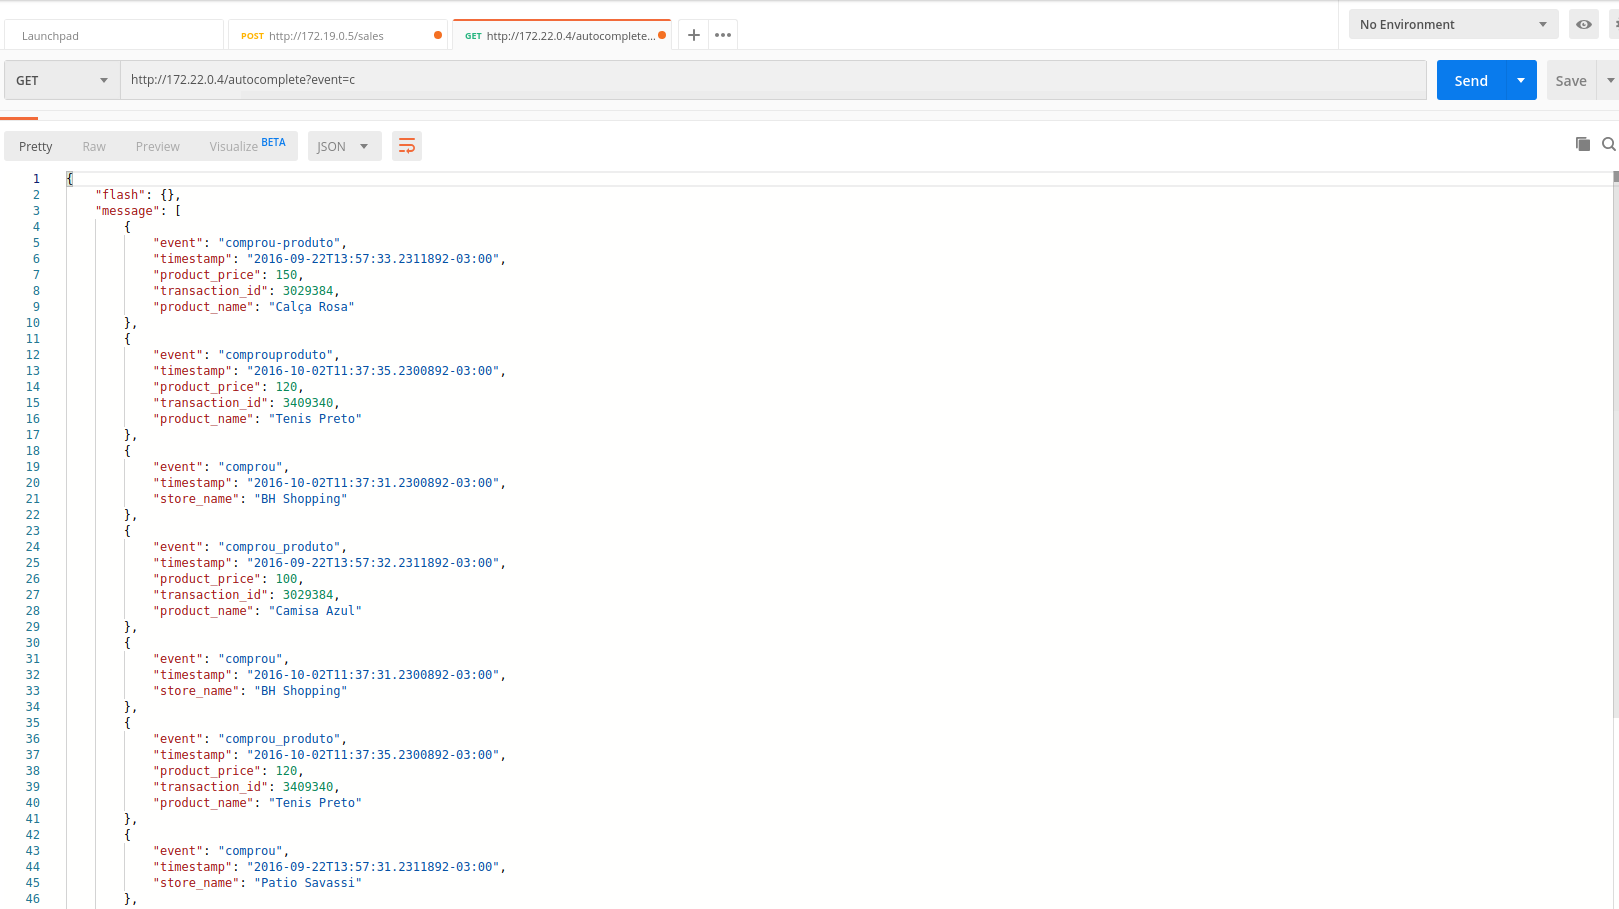 Launchpad
POST http://172.19.0.5/sales
GET http://172.22.0.4/autocomplete...
No Environment
GET
http://172.22.0.4/autocomplete?event=c
Send
Save
Pretty Raw Preview Visualize BETA JSON
1 {
2 "flash": {},
3 "message": [
4 {
5 "event": "comprou-produto",
6 "timestamp": "2016-09-22T13:57:33.2311892-03:00",
7 "product_price": 150,
8 "transaction_id": 3029384,
9 "product_name": "Calça Rosa"
10 },
11 {
12 "event": "comprouproduto",
13 "timestamp": "2016-10-02T11:37:35.2300892-03:00",
14 "product_price": 120,
15 "transaction_id": 3409340,
16 "product_name": "Tenis Preto"
17 },
18 {
19 "event": "comprou",
20 "timestamp": "2016-10-02T11:37:31.2300892-03:00",
21 "store_name": "BH Shopping"
22 },
23 {
24 "event": "comprou_produto",
25 "timestamp": "2016-09-22T13:57:32.2311892-03:00",
26 "product_price": 100,
27 "transaction_id": 3029384,
28 "product_name": "Camisa Azul"
29 },
30 {
31 "event": "comprou",
32 "timestamp": "2016-10-02T11:37:31.2300892-03:00",
33 "store_name": "BH Shopping"
34 },
35 {
36 "event": "comprou_produto",
37 "timestamp": "2016-10-02T11:37:35.2300892-03:00",
38 "product_price": 120,
39 "transaction_id": 3409340,
40 "product_name": "Tenis Preto"
41 },
42 {
43 "event": "comprou",
44 "timestamp": "2016-09-22T13:57:31.2311892-03:00",
45 "store_name": "Patio Savassi"
46 },